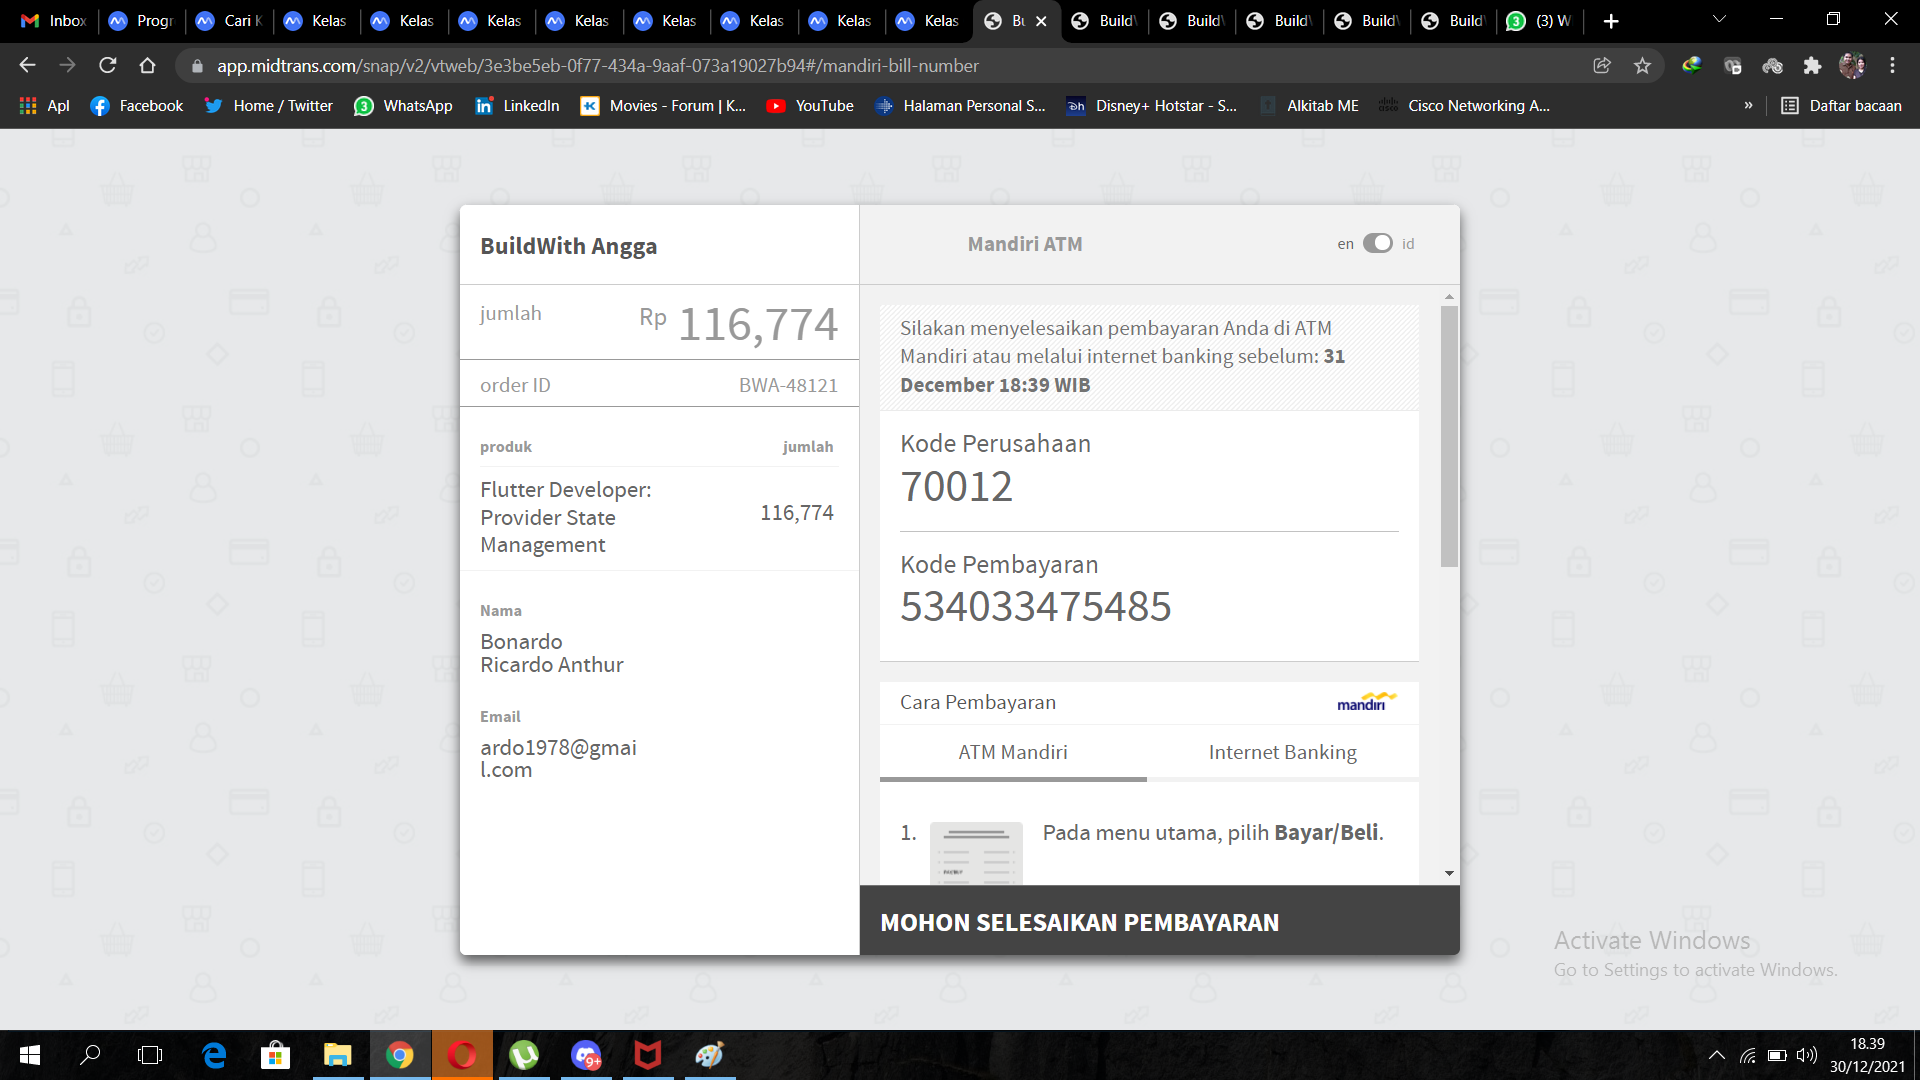 Inbox
Progr
Cari K
Kelas
Kelas
Kelas
Kelas
Kelas
Kelas
Kelas
Kelas
Bu
Build
Build
Build
Build
Build
(3) W
app.midtrans.com/snap/v2/vtweb/3e3be5eb-0f77-434a-9aaf-073a19027b94#/mandiri-bill-number
Apl
Facebook
Home / Twitter
WhatsApp
LinkedIn
Movies - Forum | K...
YouTube
Halaman Personal S...
Disney+ Hotstar - S...
Alkitab ME
Cisco Networking A...
»
Daftar bacaan
BuildWith Angga
jumlah Rp 116,774
order ID BWA-48121
produk jumlah
Flutter Developer:
Provider State
Management
116,774
Nama
Bonardo
Ricardo Anthur
Email
ardo1978@gmai
l.com
Mandiri ATM
en id
Silakan menyelesaikan pembayaran Anda di ATM
Mandiri atau melalui internet banking sebelum: 31
December 18:39 WIB
Kode Perusahaan
70012
Kode Pembayaran
534033475485
Cara Pembayaran
mandiri
ATM Mandiri
Internet Banking
1. Pada menu utama, pilih Bayar/Beli.
MOHON SELESAIKAN PEMBAYARAN
Activate Windows
Go to Settings to activate Windows.
9+
18.39
30/12/2021